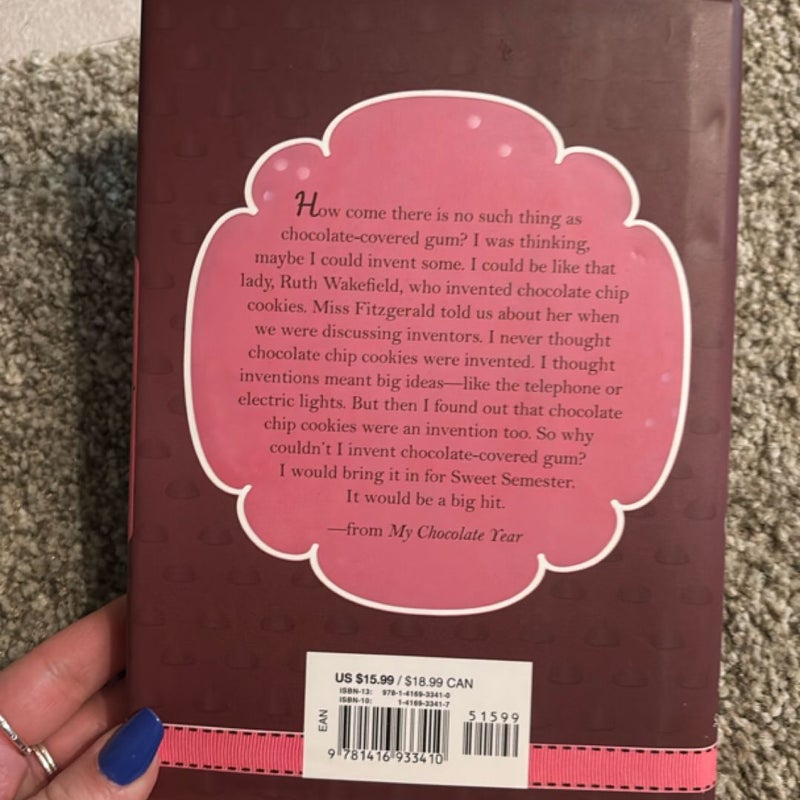 How come there is no such thing as
chocolate-covered gum? I was thinking,
maybe I could invent some. I could be like that
lady, Ruth Wakefield, who invented chocolate chip
cookies. Miss Fitzgerald told us about her when
we were discussing inventors. I never thought
chocolate chip cookies were invented. I thought
inventions meant big ideas—like the telephone or
electric lights. But then I found out that chocolate
chip cookies were an invention too. So why
couldn't I invent chocolate-covered gum?
I would bring it in for Sweet Semester.
It would be a big hit.
—from My Chocolate Year
US $15.99 / $18.99 CAN
ISBN-13: 978-1-4169-3341-0
ISBN-10: 1-4169-3341-7
EAN
51599
9 781416 933410